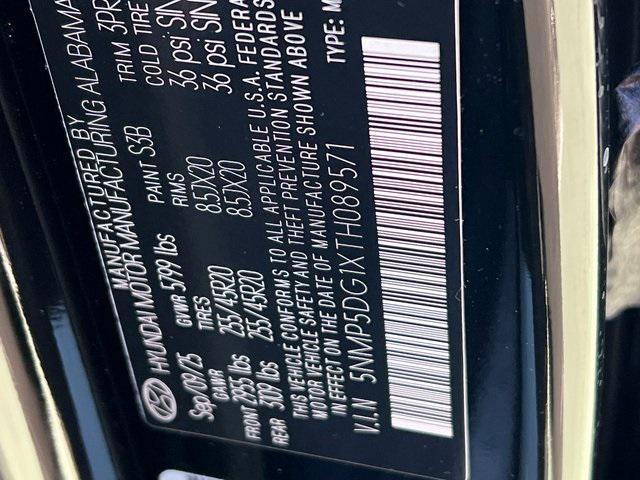 MANUFACTURED BY
HYUNDAI MOTOR MANUFACTURING ALABAMA
Sep/09/25 GVWR 5799 lbs PAINT S3B TRIM 3PR
GAWR TIRES RIMS COLD TIRE
FRONT 2955 lbs 255/45R20 8.5JX20 36 psi SIN
REAR 3109 lbs 255/45R20 8.5JX20 36 psi SIN
THIS VEHICLE CONFORMS TO ALL APPLICABLE U.S.A. FEDERA
MOTOR VEHICLE SAFETY AND THEFT PREVENTION STANDARDS
IN EFFECT ON THE DATE OF MANUFACTURE SHOWN ABOVE
V.I.N 5NMP5DG1XTH089571 TYPE: